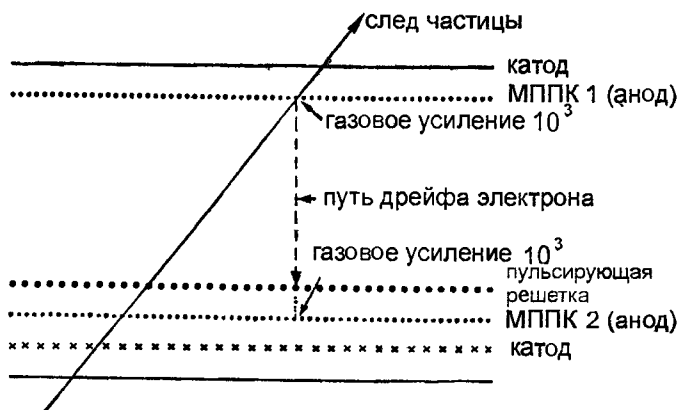 след частицы
катод
МППК 1 (анод)
газовое усиление 10³
путь дрейфа электрона
газовое усиление 10³
пульсирующая
решетка
МППК 2 (анод)
катод